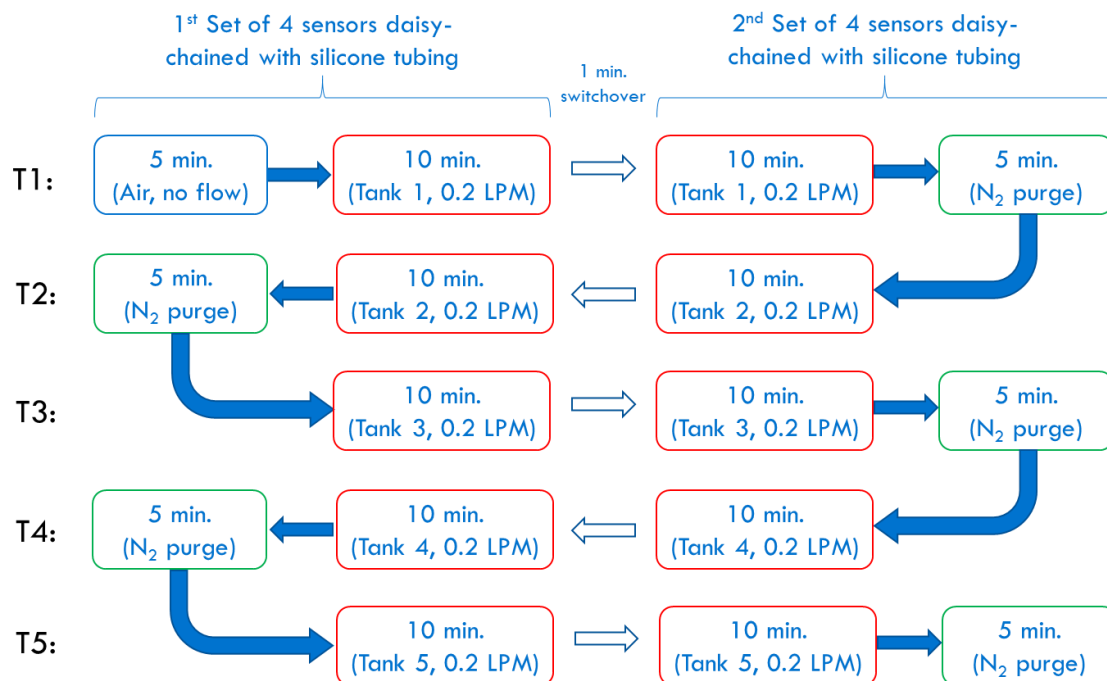 1st Set of 4 sensors daisy-
chained with silicone tubing
1 min.
switchover
2nd Set of 4 sensors daisy-
chained with silicone tubing
T1:
5 min.
(Air, no flow)
10 min.
(Tank 1, 0.2 LPM)
10 min.
(Tank 1, 0.2 LPM)
5 min.
(N2 purge)
T2:
5 min.
(N2 purge)
10 min.
(Tank 2, 0.2 LPM)
10 min.
(Tank 2, 0.2 LPM)
T3:
10 min.
(Tank 3, 0.2 LPM)
10 min.
(Tank 3, 0.2 LPM)
5 min.
(N2 purge)
T4:
5 min.
(N2 purge)
10 min.
(Tank 4, 0.2 LPM)
10 min.
(Tank 4, 0.2 LPM)
T5:
10 min.
(Tank 5, 0.2 LPM)
10 min.
(Tank 5, 0.2 LPM)
5 min.
(N2 purge)